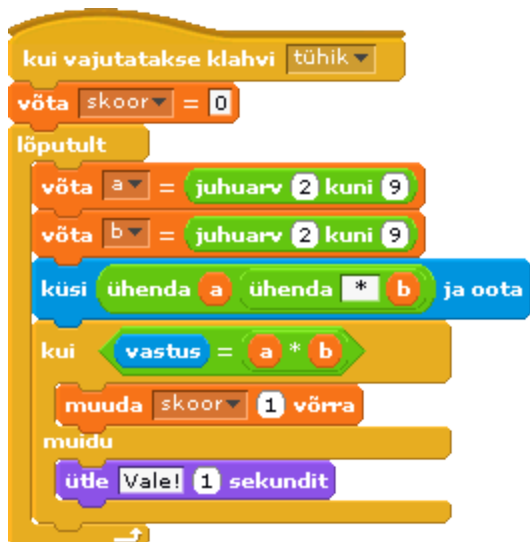 kui vajutatakse klahvi tühik
võta skoor = 0
lõputult
võta a = juhuarv 2 kuni 9
võta b = juhuarv 2 kuni 9
küsi ühenda a ühenda * b ja oota
kui vastus = a * b
muuda skoor 1 võrra
muidu
ütle Vale! 1 sekundit